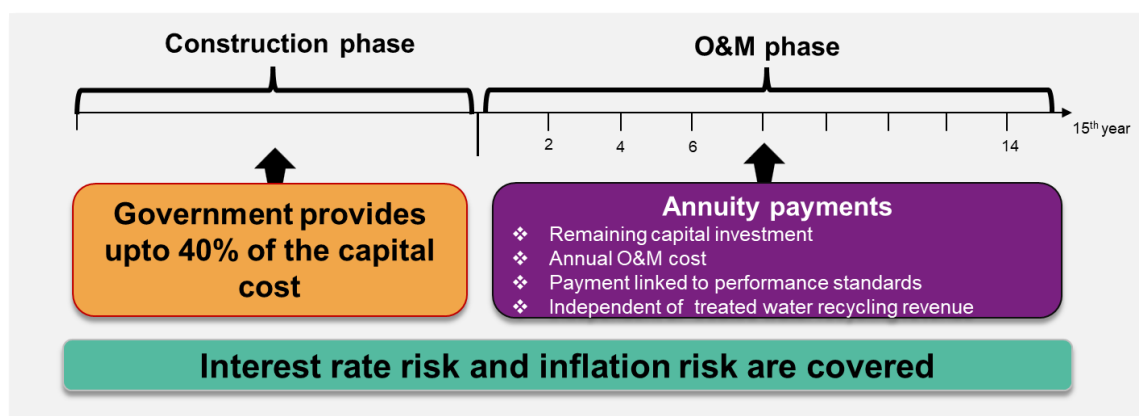 Construction phase
O&M phase
2
4
6
14
15th year
Government provides
upto 40% of the capital
cost
Annuity payments
❖ Remaining capital investment
❖ Annual O&M cost
❖ Payment linked to performance standards
❖ Independent of treated water recycling revenue
Interest rate risk and inflation risk are covered